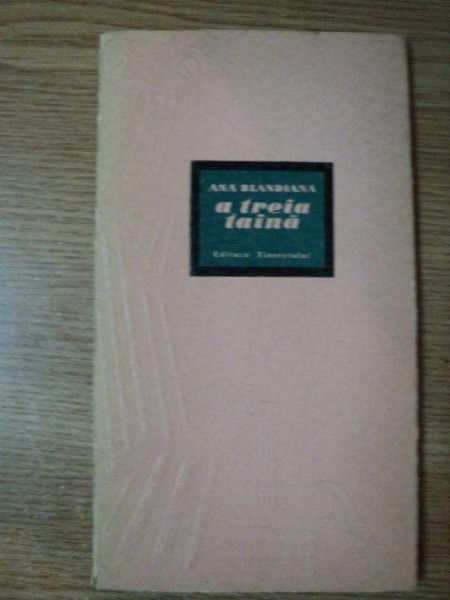 ANA BLANDIANA
a treia
taină
Editura Tineretului